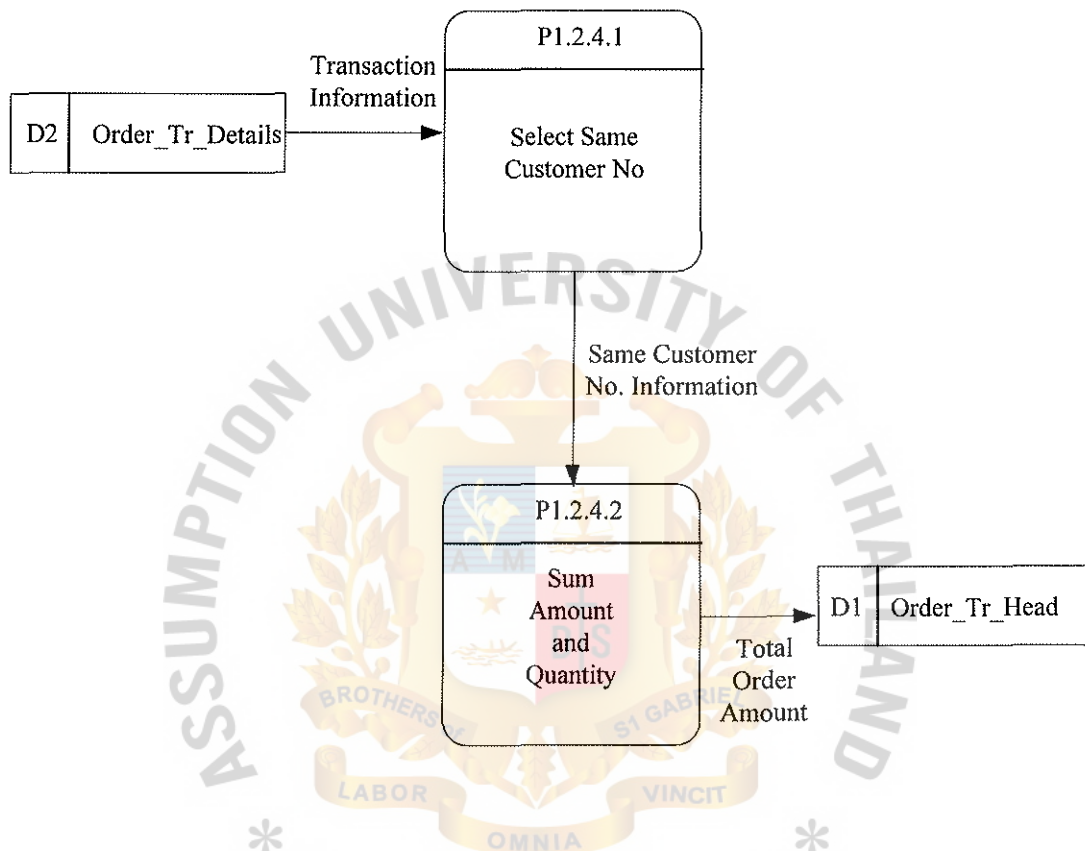 P1.2.4.1
Transaction
Information
D2 Order_Tr_Details
Select Same
Customer No
Same Customer
No. Information
P1.2.4.2
Sum
Amount
and
Quantity
D1 Order_Tr_Head
Total
Order
Amount
ASSUMPTION UNIVERSITY OF THAILAND
A M
D S
BROTHERS of
S1 GABRIEL
LABOR
OMNIA
VINCIT
* *